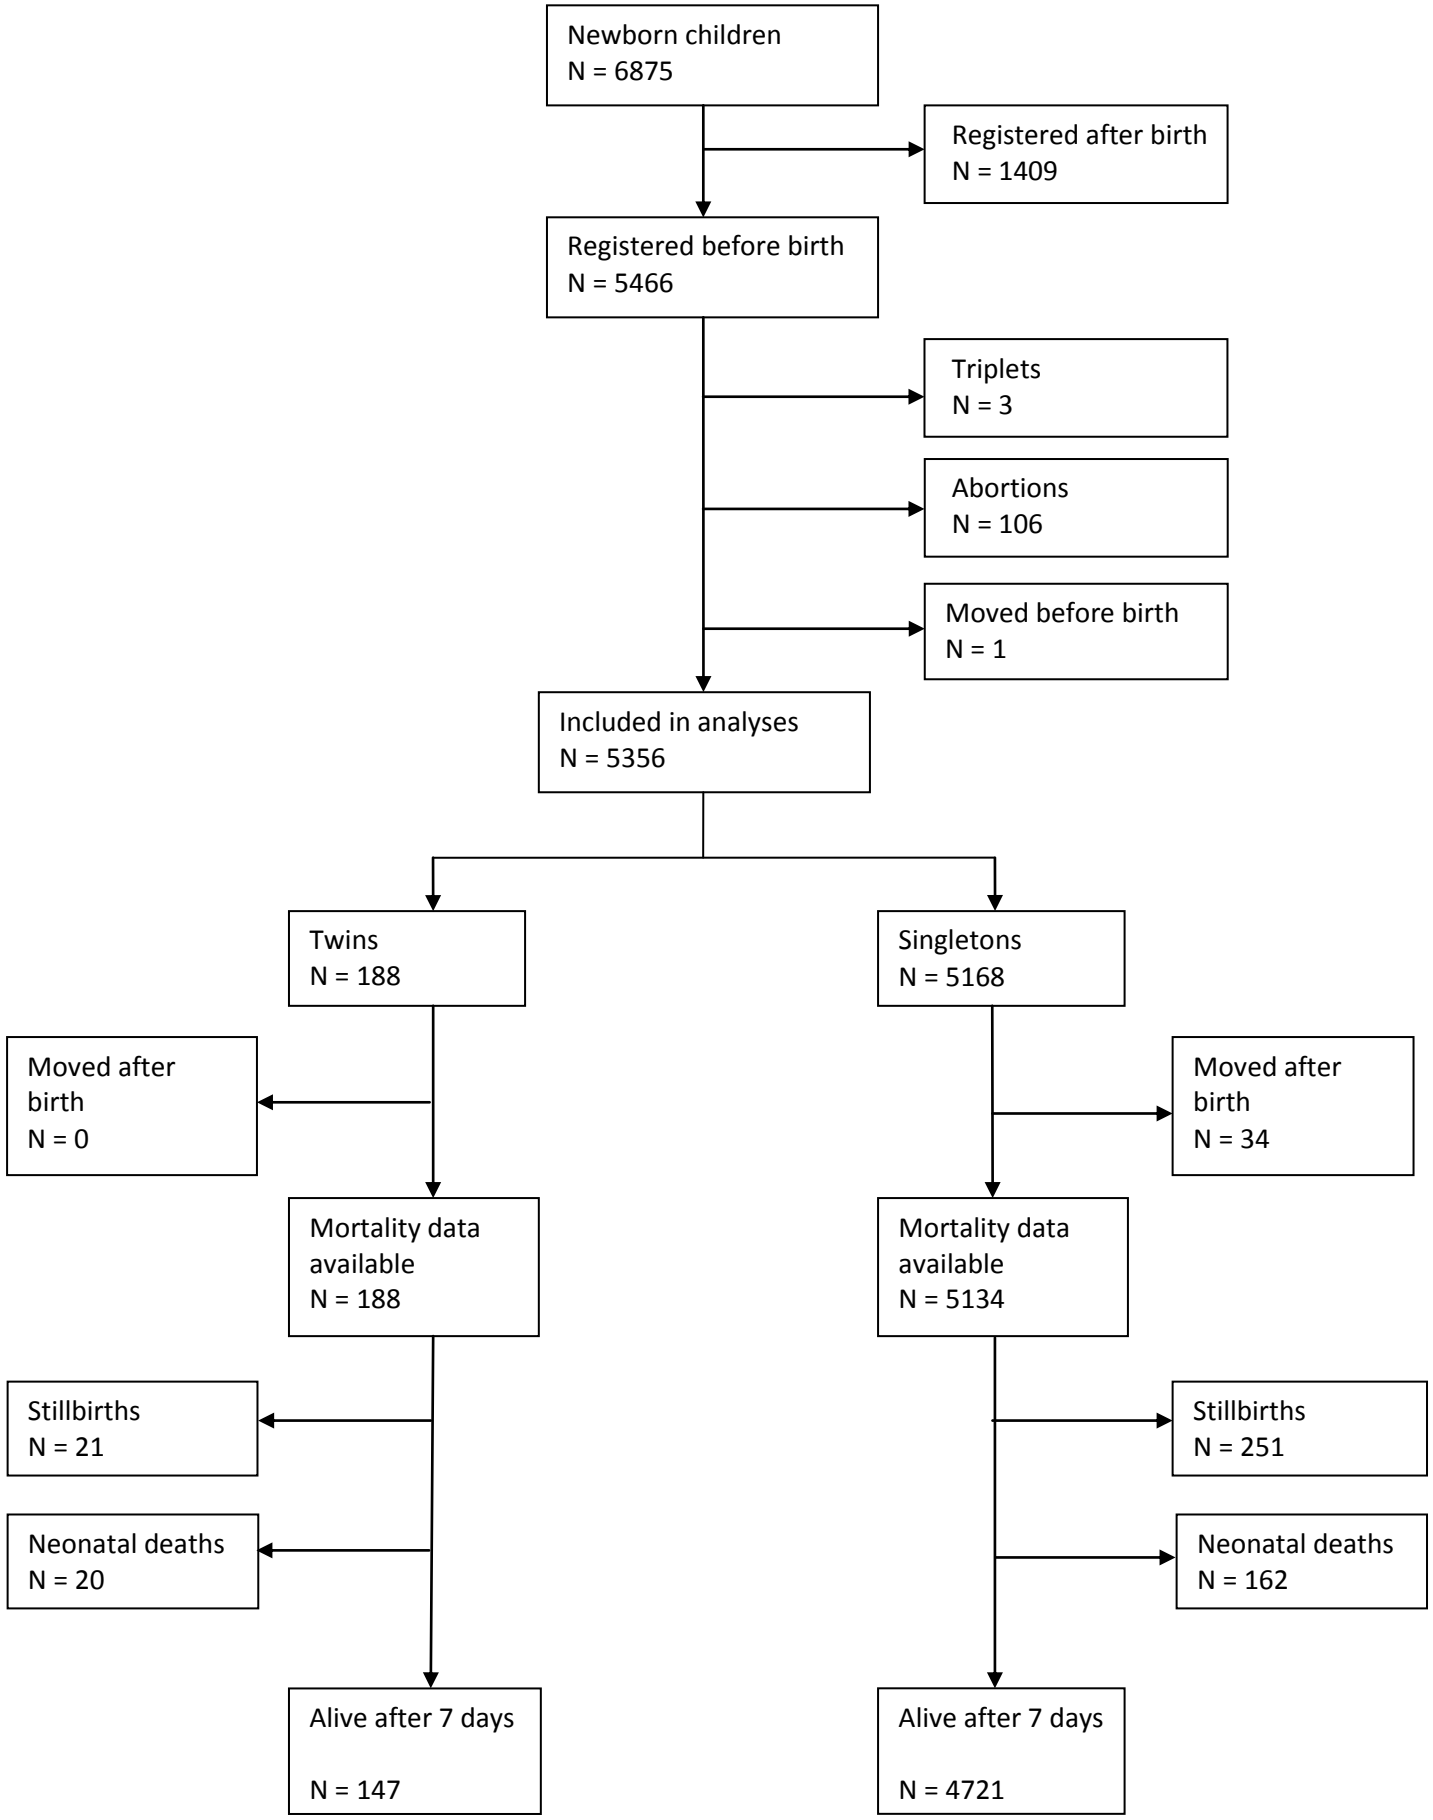 Newborn children
N = 6875
Registered after birth
N = 1409
Registered before birth
N = 5466
Triplets
N = 3
Abortions
N = 106
Moved before birth
N = 1
Included in analyses
N = 5356
Twins
N = 188
Singletons
N = 5168
Moved after
birth
N = 0
Moved after
birth
N = 34
Mortality data
available
N = 188
Mortality data
available
N = 5134
Stillbirths
N = 21
Stillbirths
N = 251
Neonatal deaths
N = 20
Neonatal deaths
N = 162
Alive after 7 days
N = 147
Alive after 7 days
N = 4721